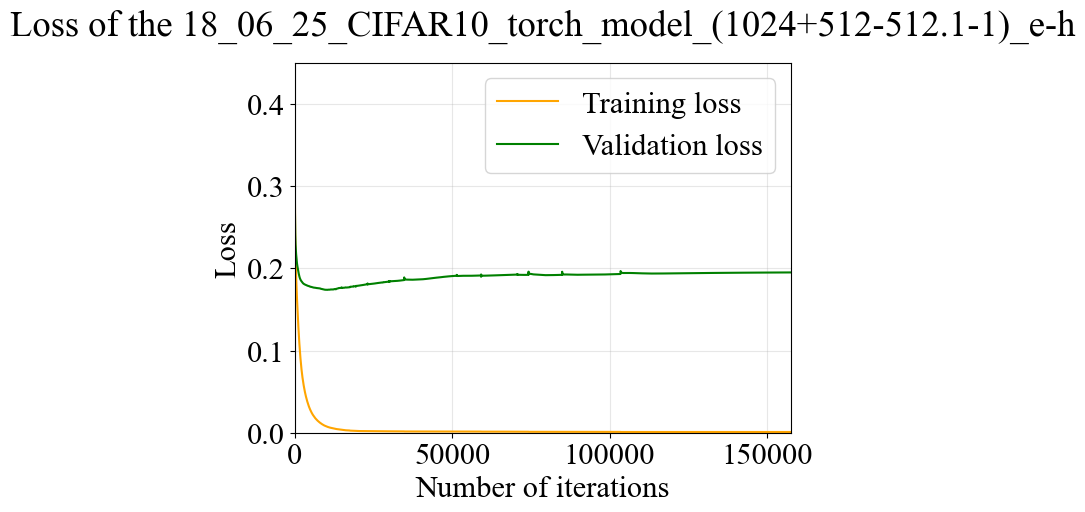 Loss of the 18_06_25_CIFAR10_torch_model_(1024+512-512.1-1)_e-h
Training loss
Validation loss
Loss
0.4
0.3
0.2
0.1
0.0
0 50000 100000 150000
Number of iterations